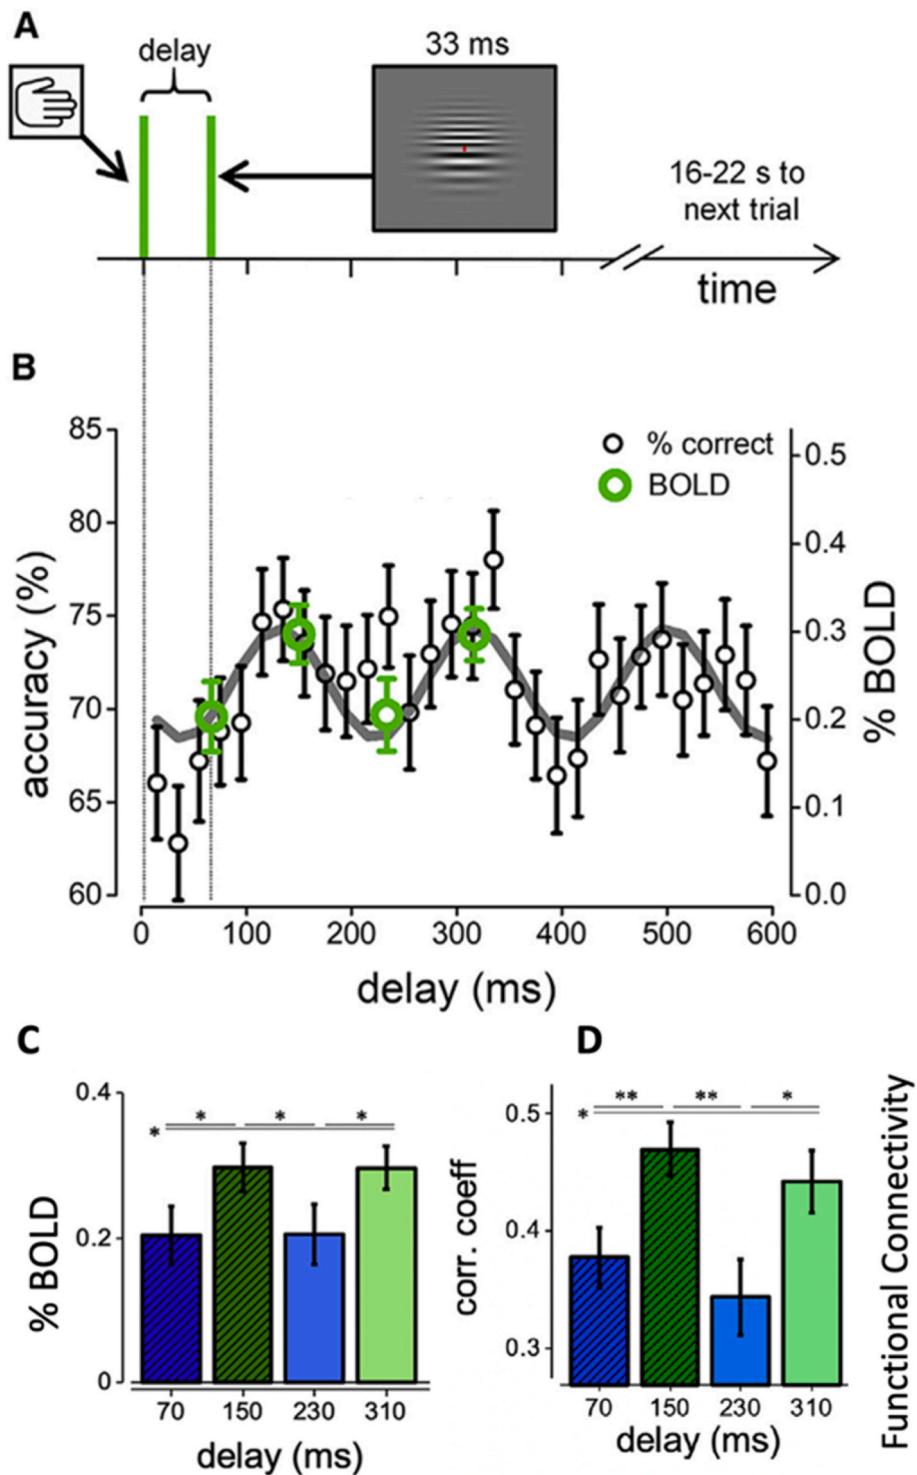 A
delay
33 ms
16-22 s to
next trial
time
B
85
80
75
70
65
60
accuracy (%)
% correct
BOLD
0.5
0.4
0.3
0.2
0.1
0.0
% BOLD
0 100 200 300 400 500 600
delay (ms)
C
0.4
0.2
0
% BOLD
* * * *
70 150 230 310
delay (ms)
D
0.5
0.4
0.3
corr. coeff
* ** ** *
70 150 230 310
delay (ms)
Functional Connectivity